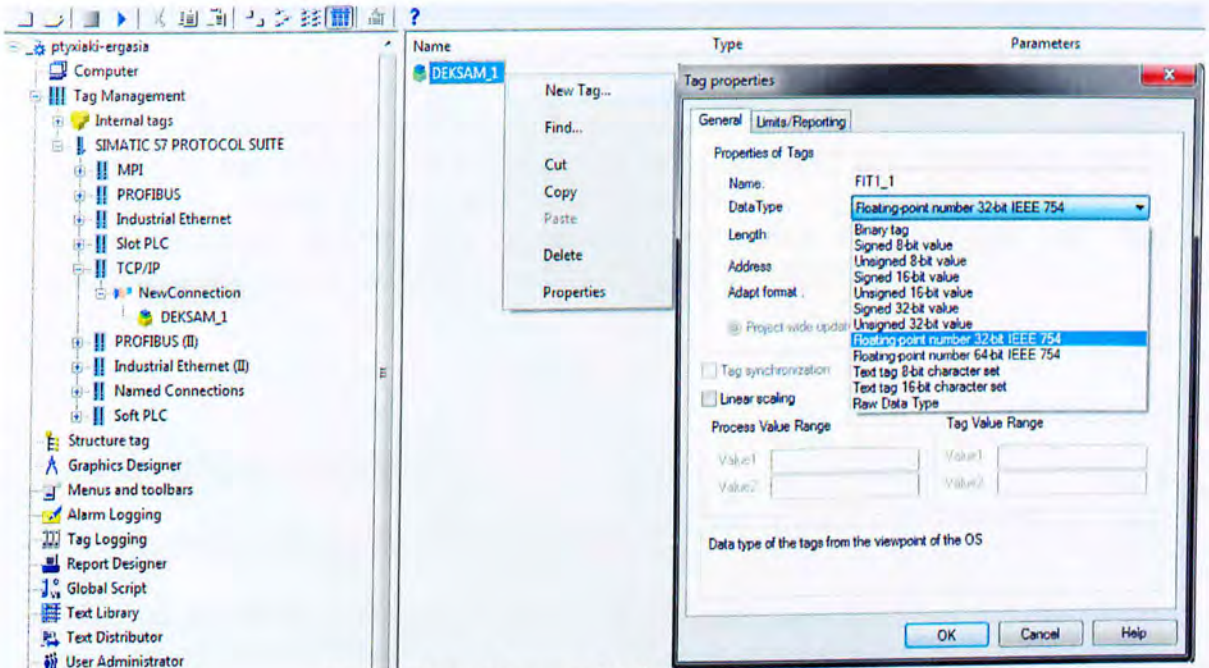 ?
ptyxiaki-ergasia
Computer
Tag Management
Internal tags
SIMATIC S7 PROTOCOL SUITE
MPI
PROFIBUS
Industrial Ethernet
Slot PLC
TCP/IP
NewConnection
DEKSAM_1
PROFIBUS (II)
Industrial Ethernet (II)
Named Connections
Soft PLC
Structure tag
Graphics Designer
Menus and toolbars
Alarm Logging
Tag Logging
Report Designer
Global Script
Text Library
Text Distributor
User Administrator
Name Type Parameters
DEKSAM_1
New Tag...
Find...
Cut
Copy
Paste
Delete
Properties
Tag properties
General Limits/Reporting
Properties of Tags
Name: FIT1_1
DataType Floating-point number 32-bit IEEE 754
Length
Address
Adapt format :
Project-wide updat
Binary tag
Signed 8-bit value
Unsigned 8-bit value
Signed 16-bit value
Unsigned 16-bit value
Signed 32-bit value
Unsigned 32-bit value
Floating-point number 32-bit IEEE 754
Floating-point number 64-bit IEEE 754
Text tag 8-bit character set
Text tag 16-bit character set
Raw Data Type
Tag synchronization
Linear scaling
Process Value Range Tag Value Range
Value1 Value1
Value2 Value2
Data type of the tags from the viewpoint of the OS
OK Cancel Help